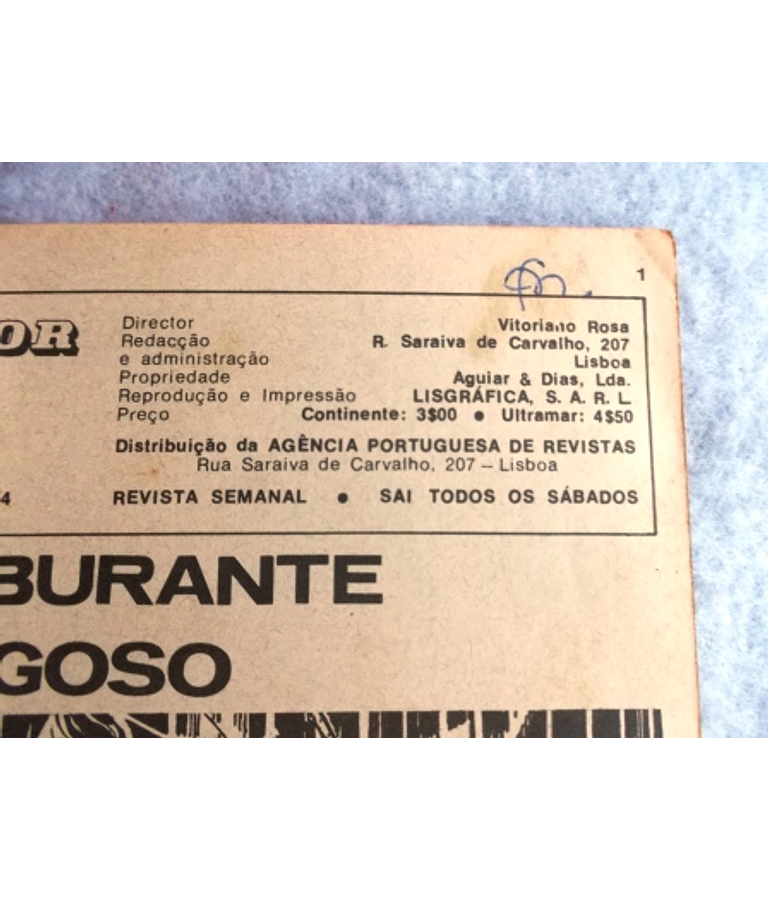 1
OR
Director Vitoriano Rosa
Redacção R. Saraiva de Carvalho, 207
e administração Lisboa
Propriedade Aguiar & Dias, Lda.
Reprodução e Impressão LISGRÁFICA, S. A. R. L.
Preço Continente: 3$00 ● Ultramar: 4$50
Distribuição da AGÊNCIA PORTUGUESA DE REVISTAS
Rua Saraiva de Carvalho, 207 – Lisboa
4 REVISTA SEMANAL ● SAI TODOS OS SÁBADOS
BURANTE
GOSO